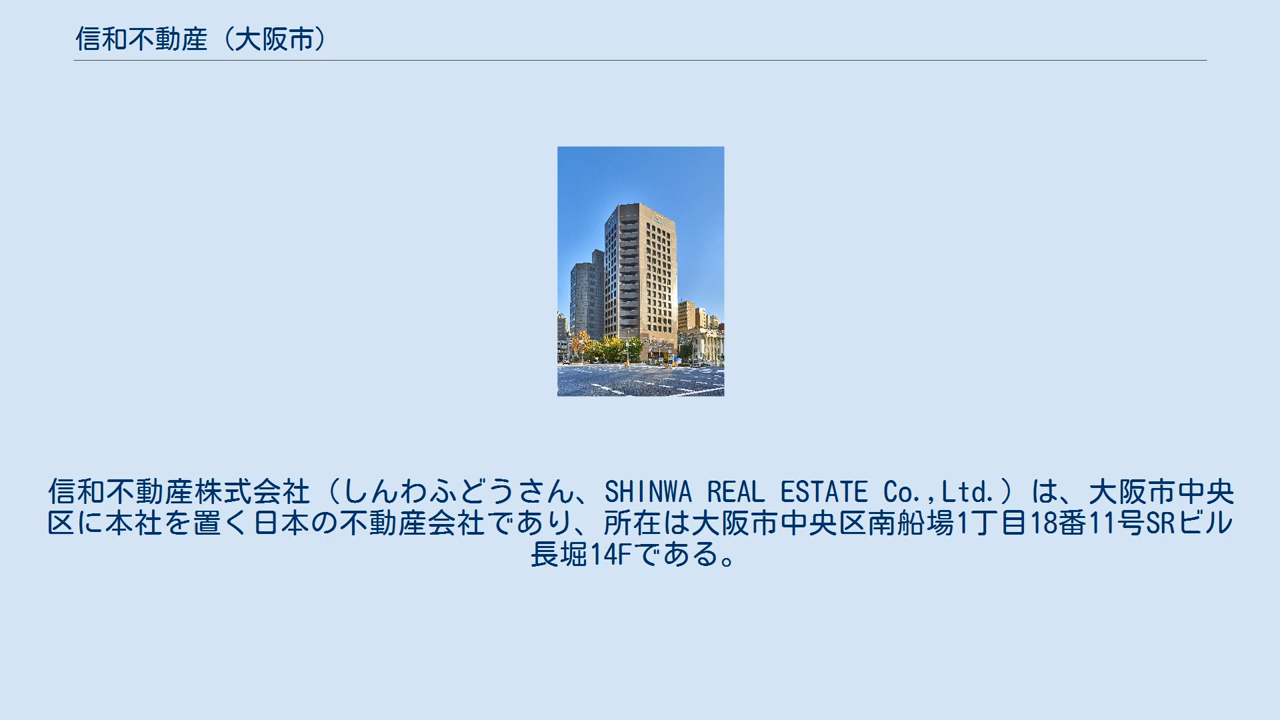 信和不動産（大阪市）
信和不動産株式会社（しんわふどうさん、SHINWA REAL ESTATE Co.,Ltd.）は、大阪市中央
区に本社を置く日本の不動産会社であり、所在は大阪市中央区南船場1丁目18番11号SRビル
長堀14Fである。